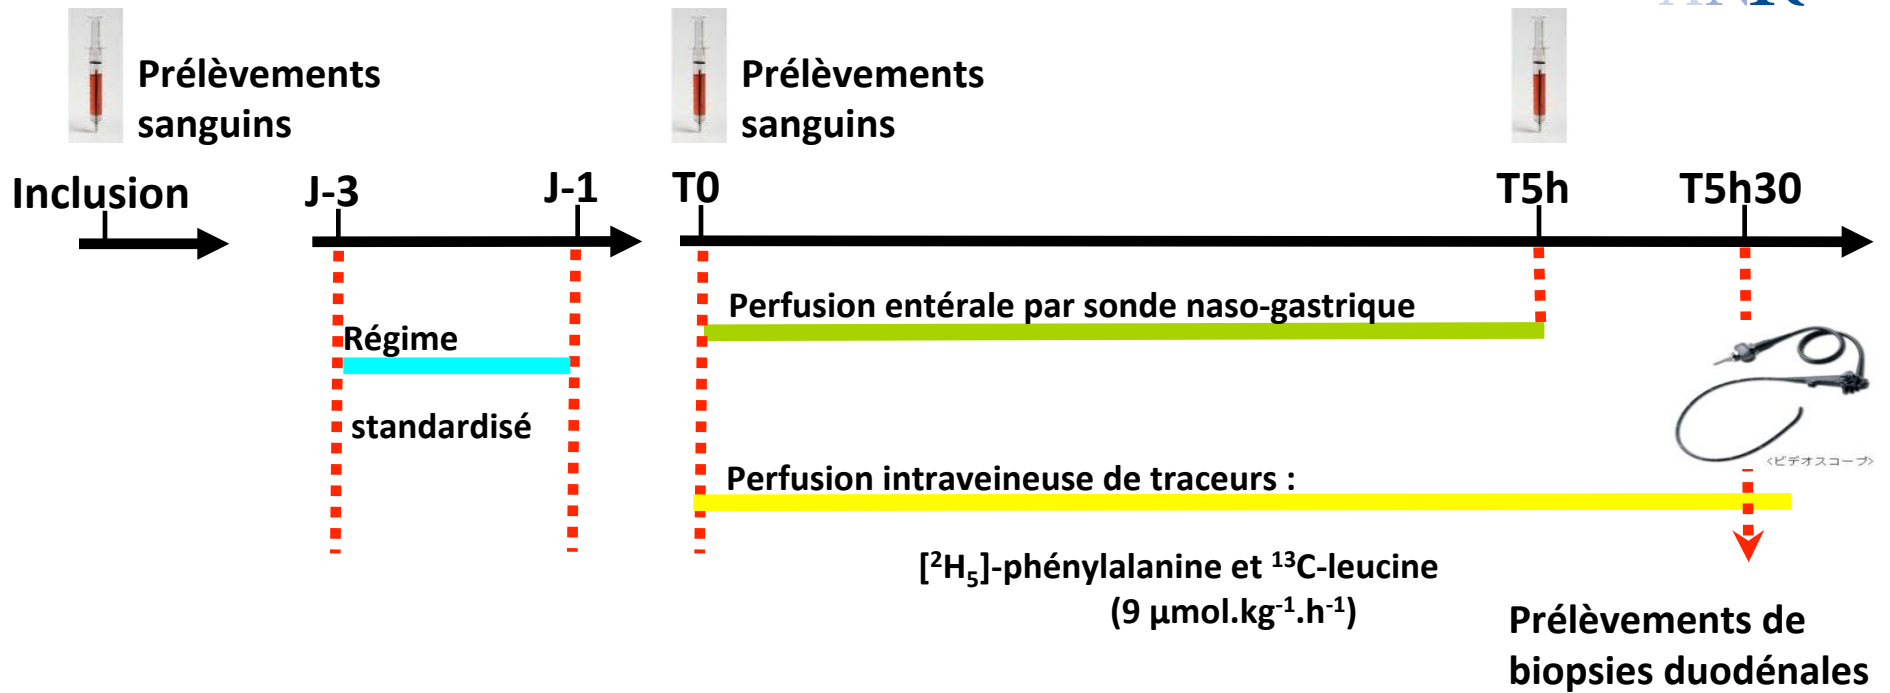 Prélèvements
sanguins
Prélèvements
sanguins
Inclusion
J-3
J-1
T0
T5h
T5h30
Perfusion entérale par sonde naso-gastrique
Régime
standardisé
<ビデオスコープ>
Perfusion intraveineuse de traceurs :
[²H₅]-phénylalanine et ¹³C-leucine
(9 µmol.kg⁻¹.h⁻¹)
Prélèvements de
biopsies duodénales